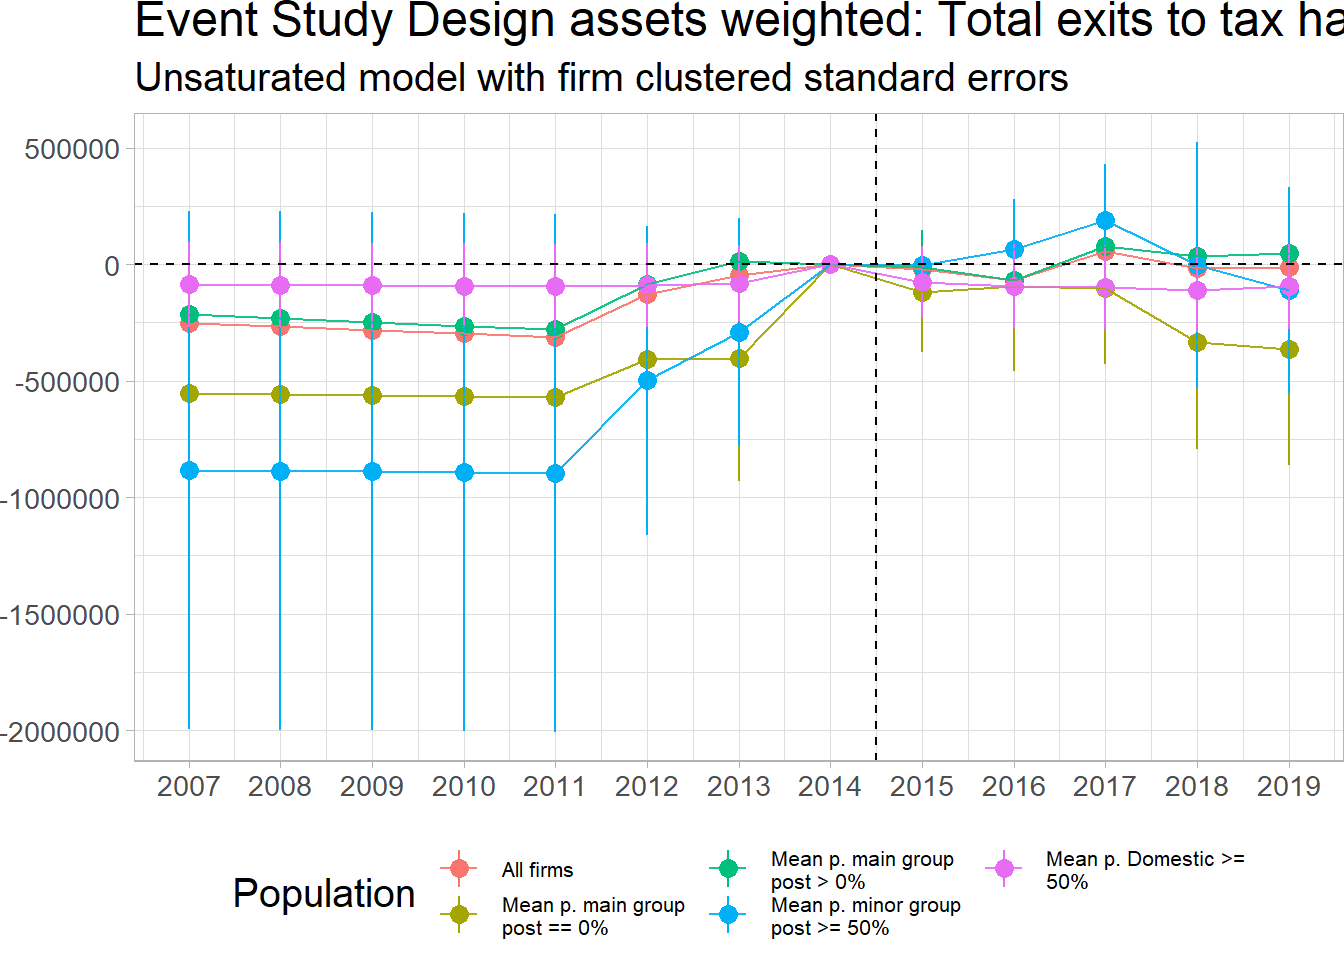 Event Study Design assets weighted: Total exits to tax ha
Unsaturated model with firm clustered standard errors
500000
0
-500000
-1000000
-1500000
-2000000
2007 2008 2009 2010 2011 2012 2013 2014 2015 2016 2017 2018 2019
Population
All firms
Mean p. main group
post == 0%
Mean p. main group
post > 0%
Mean p. minor group
post >= 50%
Mean p. Domestic >=
50%